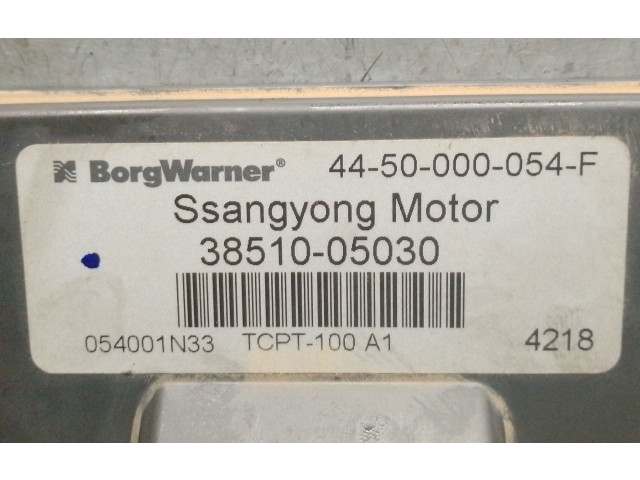 BorgWarner® 44-50-000-054-F
Ssangyong Motor
38510-05030
054001N33 TCPT-100 A1 4218